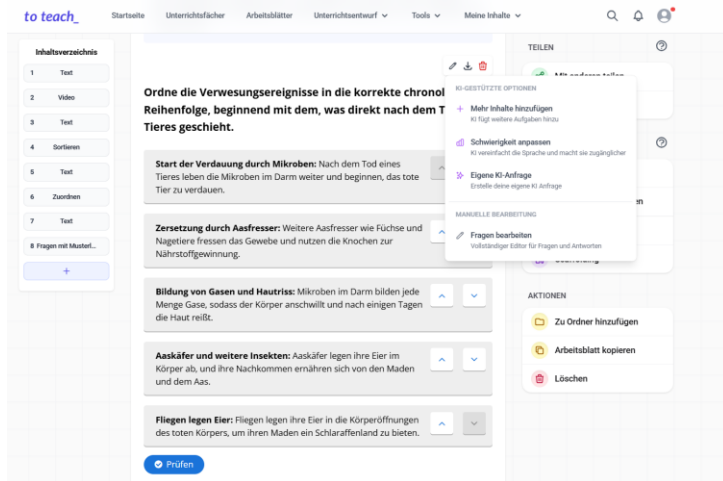 to teach_
Startseite
Unterrichtsfächer
Arbeitsblätter
Unterrichtsentwurf
Tools
Meine Inhalte
Inhaltsverzeichnis
1 Text
2 Video
3 Text
4 Sortieren
5 Text
6 Zuordnen
7 Text
8 Fragen mit Musterl...
+
Ordne die Verwesungsereignisse in die korrekte chronol
Reihenfolge, beginnend mit dem, was direkt nach dem T
Tieres geschieht.
Start der Verdauung durch Mikroben: Nach dem Tod eines
Tieres leben die Mikroben im Darm weiter und beginnen, das tote
Tier zu verdauen.
Zersetzung durch Aasfresser: Weitere Aasfresser wie Füchse und
Nagetiere fressen das Gewebe und nutzen die Knochen zur
Nährstoffgewinnung.
Bildung von Gasen und Hautriss: Mikroben im Darm bilden jede
Menge Gase, sodass der Körper anschwillt und nach einigen Tagen
die Haut reißt.
Aaskäfer und weitere Insekten: Aaskäfer legen ihre Eier im
Körper ab, und ihre Nachkommen ernähren sich von den Maden
und dem Aas.
Fliegen legen Eier: Fliegen legen ihre Eier in die Körperöffnungen
des toten Körpers, um ihren Maden ein Schlaraffenland zu bieten.
Prüfen
KI-GESTÜTZTE OPTIONEN
Mehr Inhalte hinzufügen
KI fügt weitere Aufgaben hinzu
Schwierigkeit anpassen
KI vereinfacht die Sprache und macht sie zugänglicher
Eigene KI-Anfrage
Erstelle deine eigene KI Anfrage
MANUELLE BEARBEITUNG
Fragen bearbeiten
Vollständiger Editor für Fragen und Antworten
TEILEN
en
AKTIONEN
Zu Ordner hinzufügen
Arbeitsblatt kopieren
Löschen